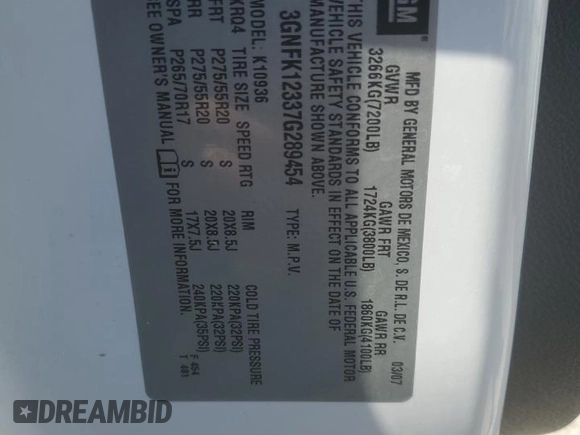 GM
MFD BY GENERAL MOTORS DE MEXICO, S. DE R.L. DE C.V. 03/07
GVWR GAWR FRT GAWR RR
3266KG(7200LB) 1724KG(3800LB) 1860KG(4100LB)
THIS VEHICLE CONFORMS TO ALL APPLICABLE U.S. FEDERAL MOTOR
VEHICLE SAFETY STANDARDS IN EFFECT ON THE DATE OF
MANUFACTURE SHOWN ABOVE.
3GNFK12337G289454 TYPE: M.P.V.
MODEL: K10936
KR04 TIRE SIZE SPEED RTG RIM COLD TIRE PRESSURE
FRT P275/55R20 S 20X8.5J 220KPA(32PSI)
RR P275/55R20 S 20X8.5J 220KPA(32PSI)
SPA P265/70R17 S 17X7.5J 240KPA(35PSI)
SEE OWNER'S MANUAL i FOR MORE INFORMATION.
F 4S4
T 481
DREAMBID